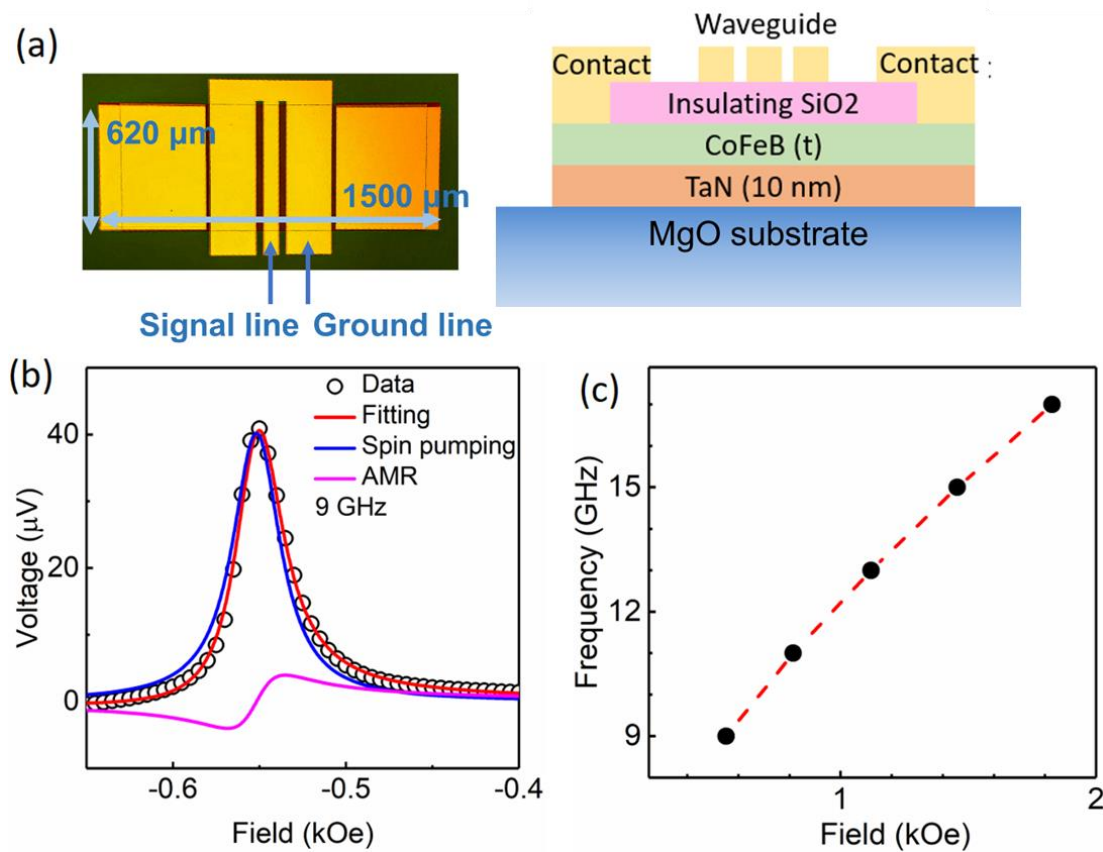 (a)
620 μm
1500 μm
Signal line
Ground line
Waveguide
Contact
Contact
:
Insulating SiO2
CoFeB (t)
TaN (10 nm)
MgO substrate
(b)
Data
Fitting
Spin pumping
AMR
9 GHz
Voltage (μV)
40
20
0
-0.6
-0.5
-0.4
Field (kOe)
(c)
Frequency (GHz)
15
12
9
1
2
Field (kOe)